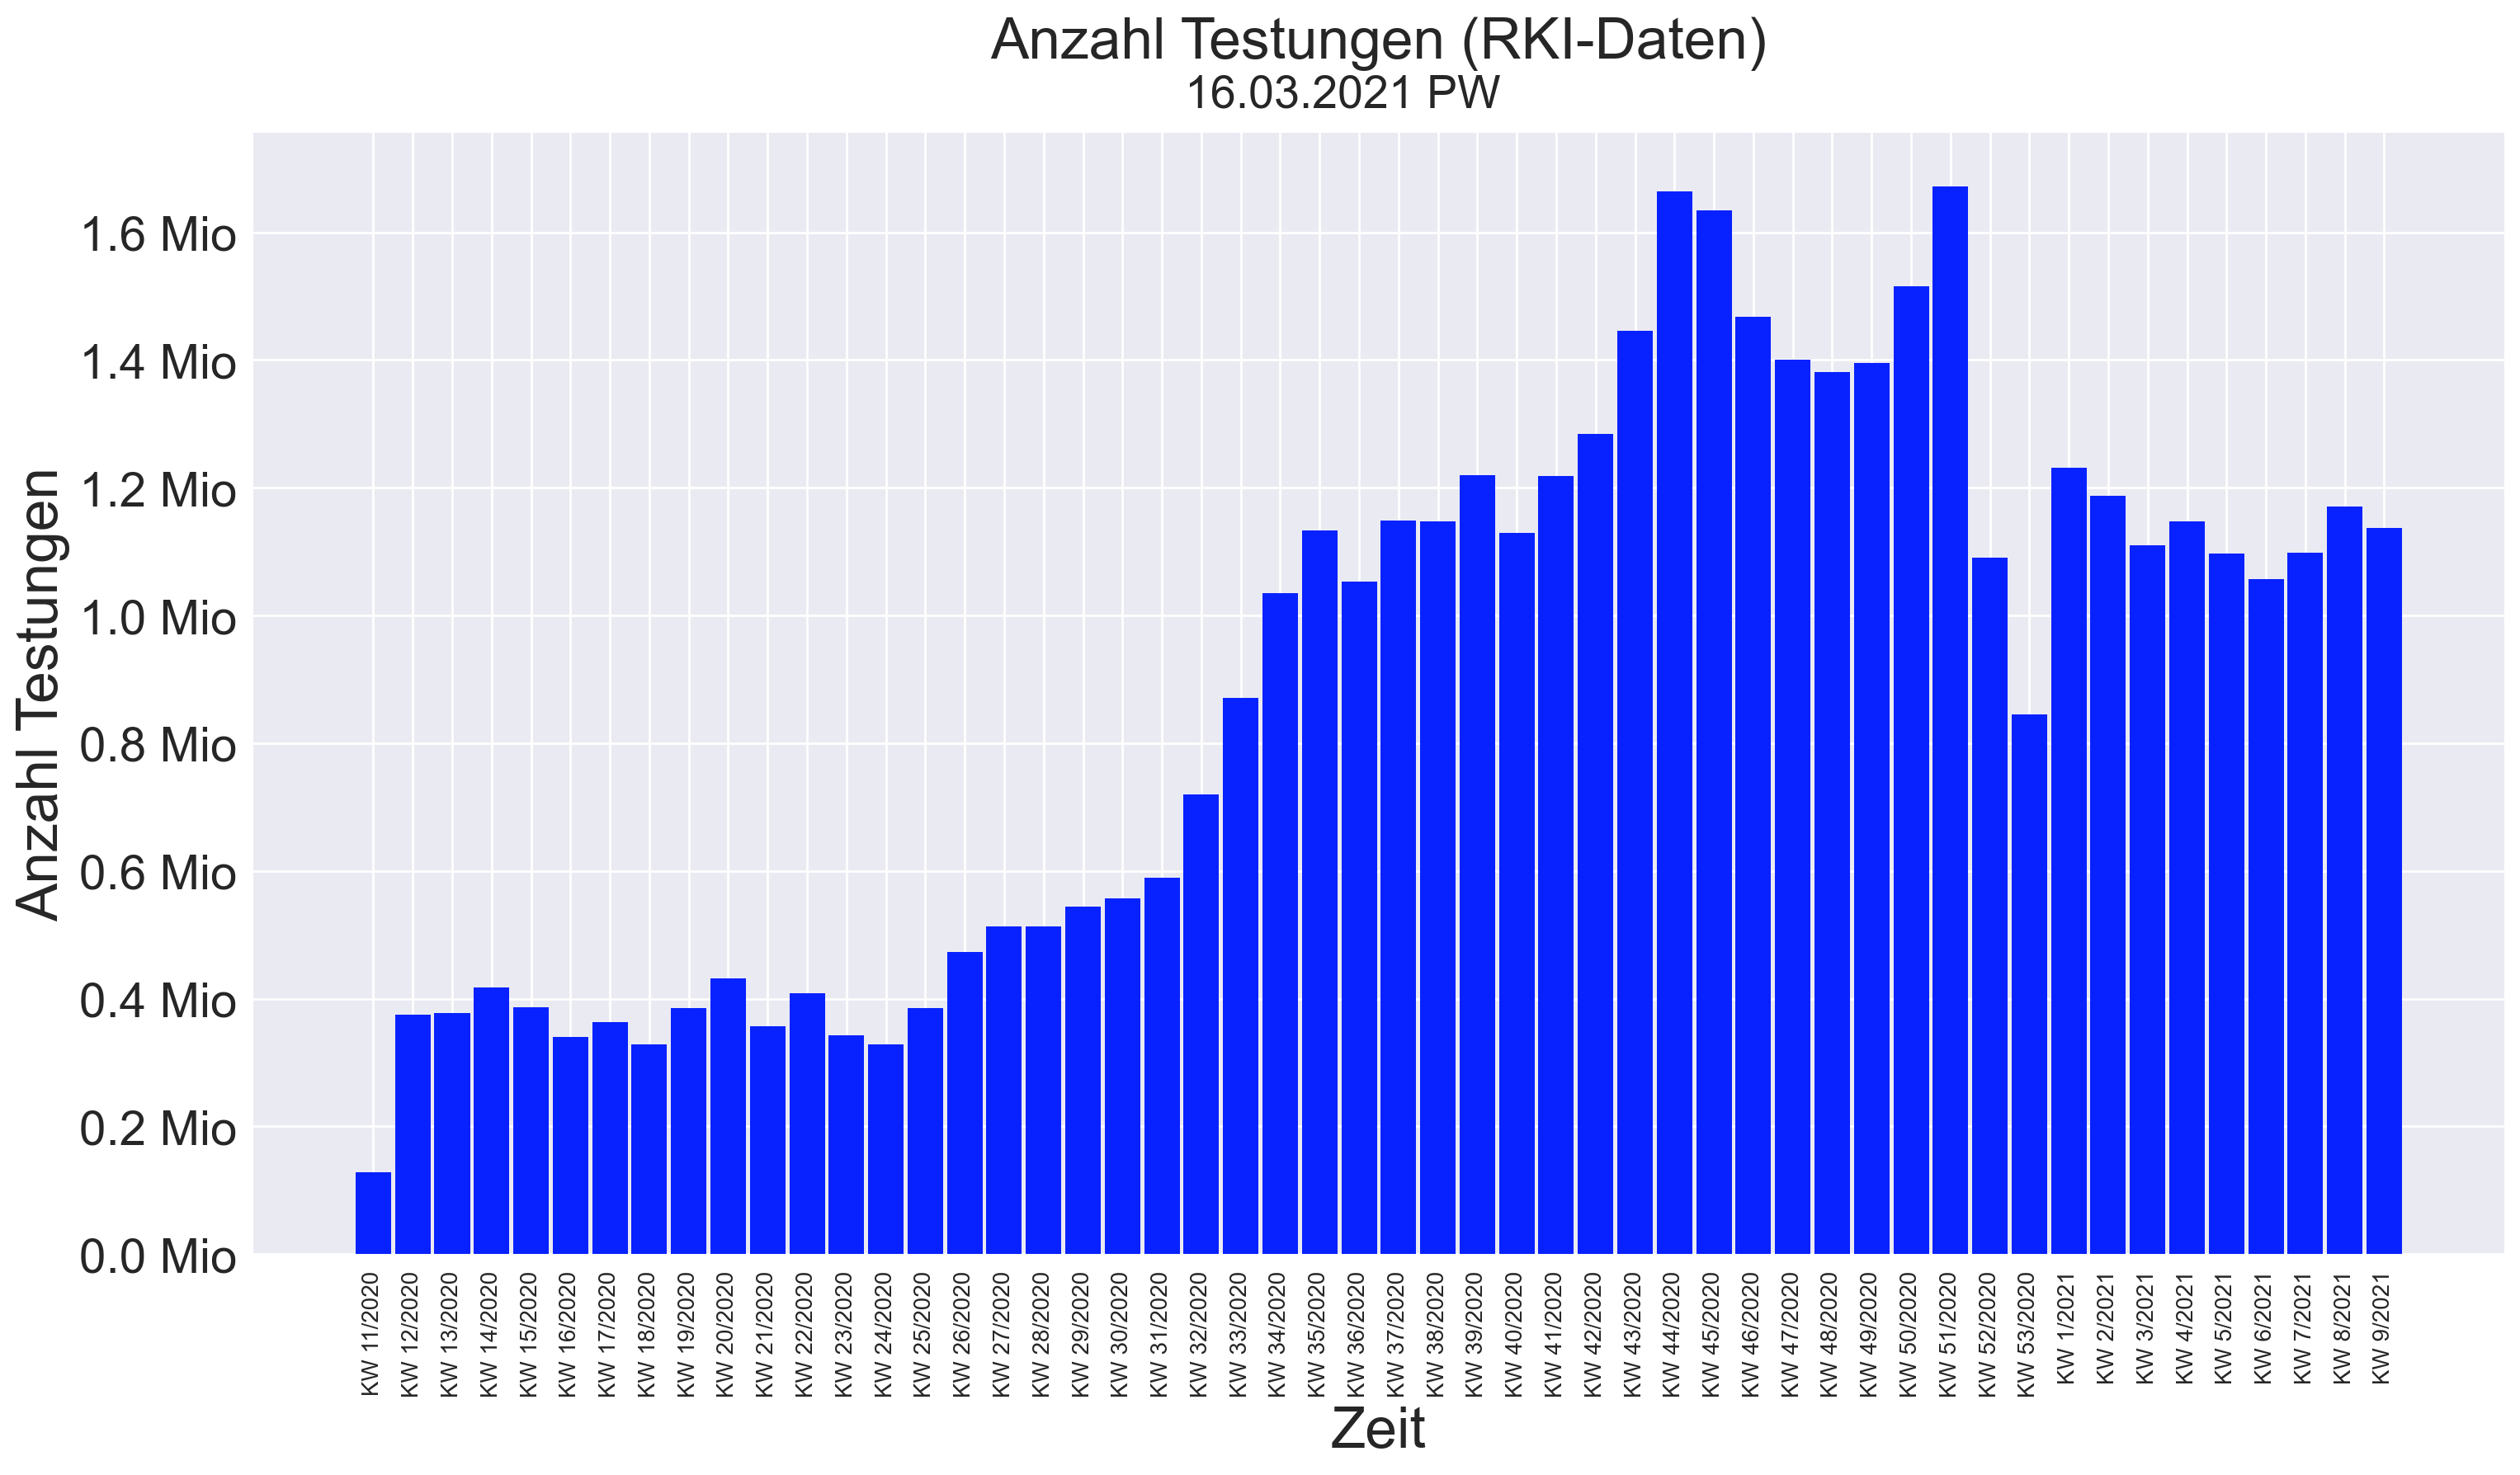 Anzahl Testungen (RKI-Daten)
16.03.2021 PW
Anzahl Testungen
1.6 Mio
1.4 Mio
1.2 Mio
1.0 Mio
0.8 Mio
0.6 Mio
0.4 Mio
0.2 Mio
0.0 Mio
KW 11/2020
KW 12/2020
KW 13/2020
KW 14/2020
KW 15/2020
KW 16/2020
KW 17/2020
KW 18/2020
KW 19/2020
KW 20/2020
KW 21/2020
KW 22/2020
KW 23/2020
KW 24/2020
KW 25/2020
KW 26/2020
KW 27/2020
KW 28/2020
KW 29/2020
KW 30/2020
KW 31/2020
KW 32/2020
KW 33/2020
KW 34/2020
KW 35/2020
KW 36/2020
KW 37/2020
KW 38/2020
KW 39/2020
KW 40/2020
KW 41/2020
KW 42/2020
KW 43/2020
KW 44/2020
KW 45/2020
KW 46/2020
KW 47/2020
KW 48/2020
KW 49/2020
KW 50/2020
KW 51/2020
KW 52/2020
KW 53/2020
KW 1/2021
KW 2/2021
KW 3/2021
KW 4/2021
KW 5/2021
KW 6/2021
KW 7/2021
KW 8/2021
KW 9/2021
Zeit